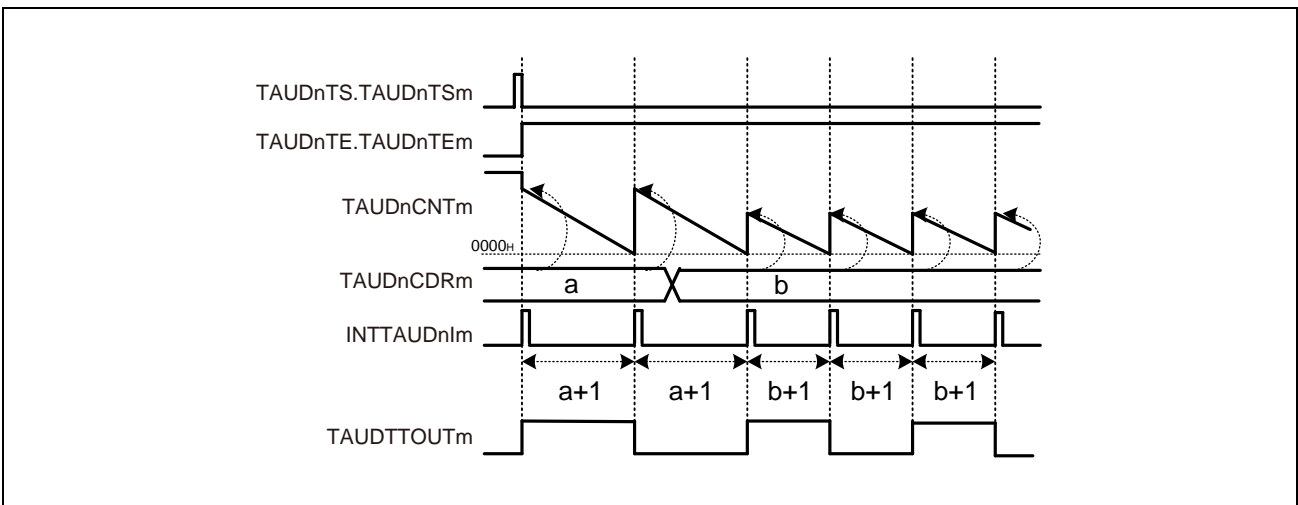 TAUDnTS.TAUDnTSm
TAUDnTE.TAUDnTEm
TAUDnCNTm
0000H
TAUDnCDRm
a
b
INTTAUDnIm
a+1
a+1
b+1
b+1
b+1
TAUDTTOUTm